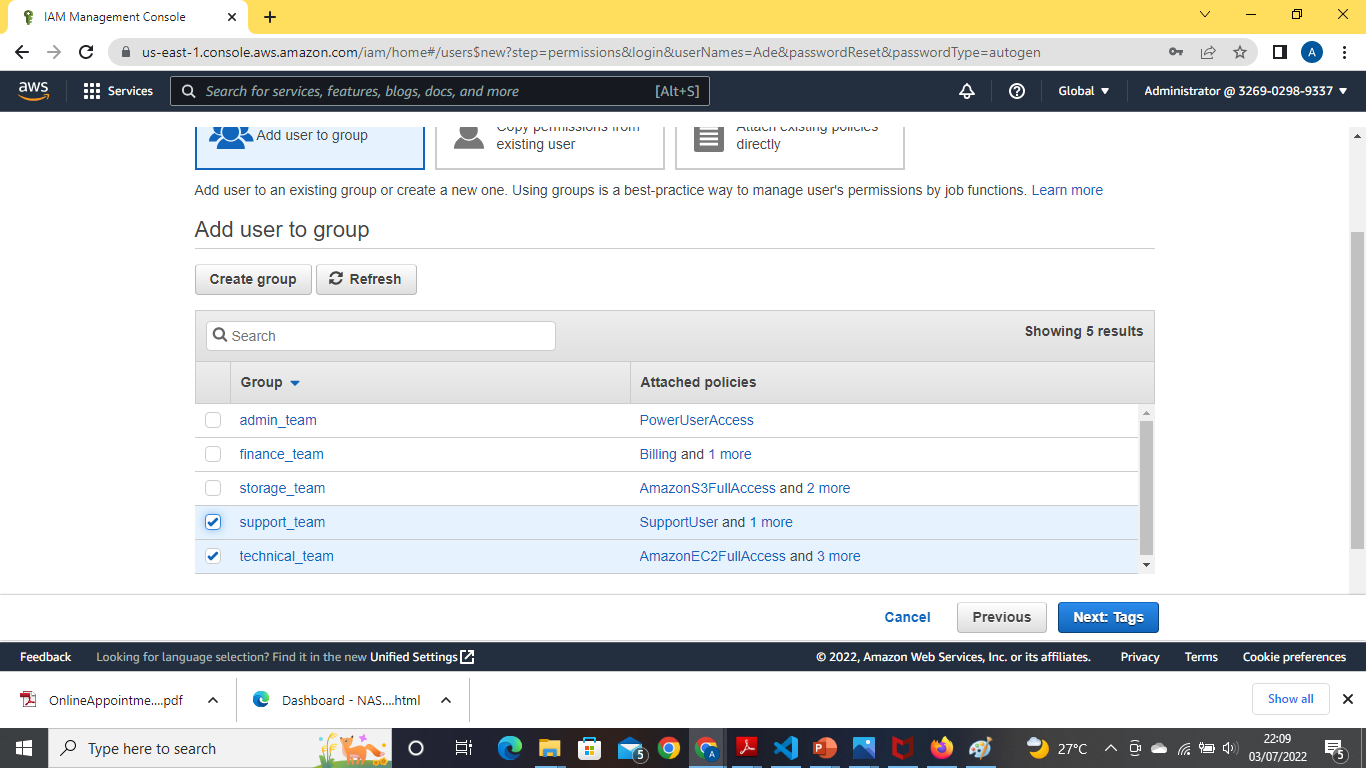 IAM Management Console
us-east-1.console.aws.amazon.com/iam/home#/users$new?step=permissions&login&userNames=Ade&passwordReset&passwordType=autogen
A
aws
Services
Search for services, features, blogs, docs, and more
[Alt+S]
Global
Administrator @ 3269-0298-9337
Add user to group
Copy permissions from
existing user
Attach existing policies
directly
Add user to an existing group or create a new one. Using groups is a best-practice way to manage user's permissions by job functions. Learn more
Add user to group
Create group
Refresh
Search
Showing 5 results
Group
Attached policies
admin_team
PowerUserAccess
finance_team
Billing and 1 more
storage_team
AmazonS3FullAccess and 2 more
support_team
SupportUser and 1 more
technical_team
AmazonEC2FullAccess and 3 more
Cancel
Previous
Next: Tags
Feedback
Looking for language selection? Find it in the new Unified Settings
© 2022, Amazon Web Services, Inc. or its affiliates.
Privacy
Terms
Cookie preferences
OnlineAppointme....pdf
Dashboard - NAS....html
Show all
Type here to search
5
A
27°C
22:09
03/07/2022
5